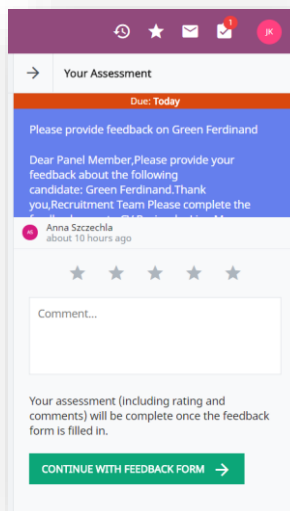 1
JK
Your Assessment
Due: Today
Please provide feedback on Green Ferdinand
Dear Panel Member,Please provide your
feedback about the following
candidate: Green Ferdinand.Thank
you,Recruitment Team Please complete the
AS
Anna Szczechla
about 10 hours ago
Comment...
Your assessment (including rating and
comments) will be complete once the feedback
form is filled in.
CONTINUE WITH FEEDBACK FORM